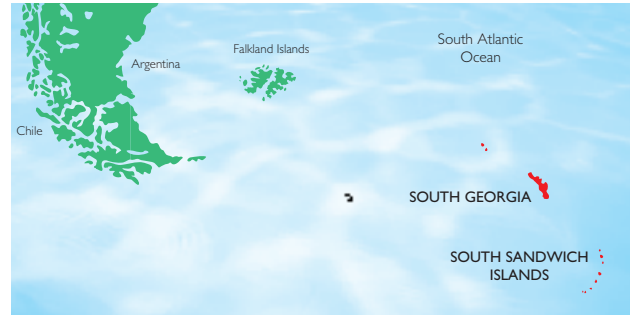 South Atlantic
Ocean
Falkland Islands
Argentina
Chile
SOUTH GEORGIA
SOUTH SANDWICH
ISLANDS